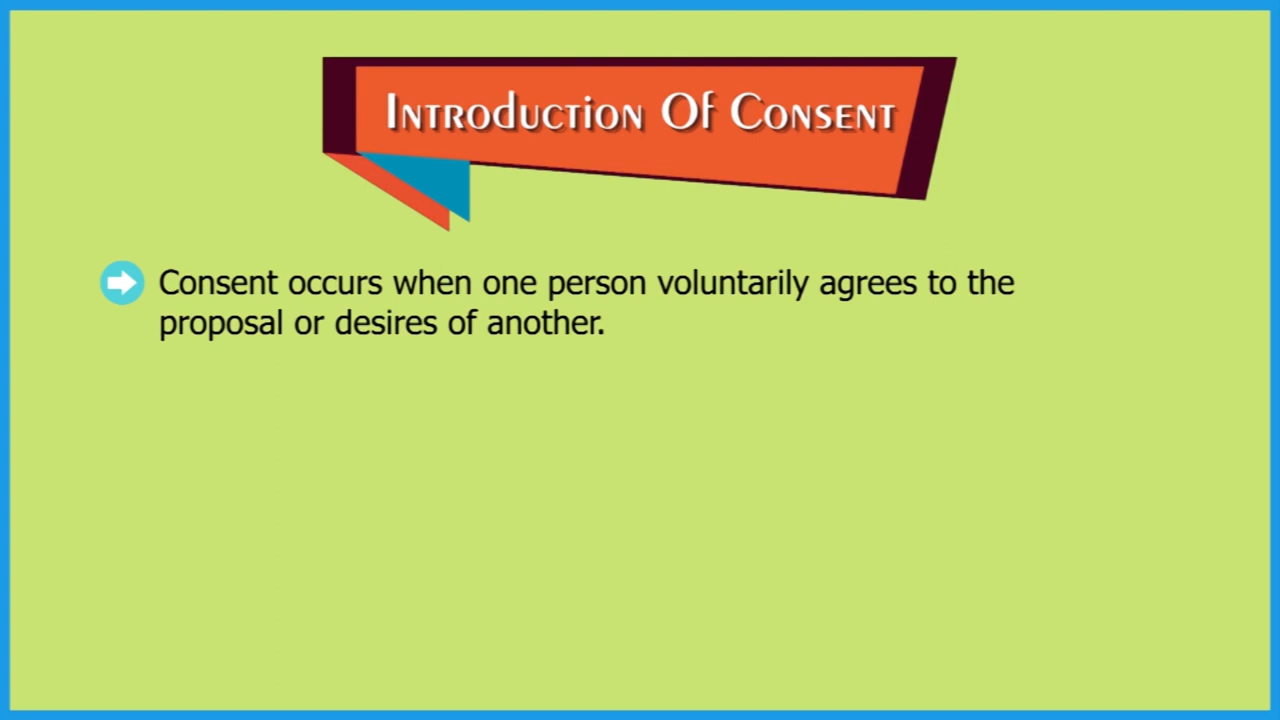 Introduction Of Consent
Consent occurs when one person voluntarily agrees to the
proposal or desires of another.